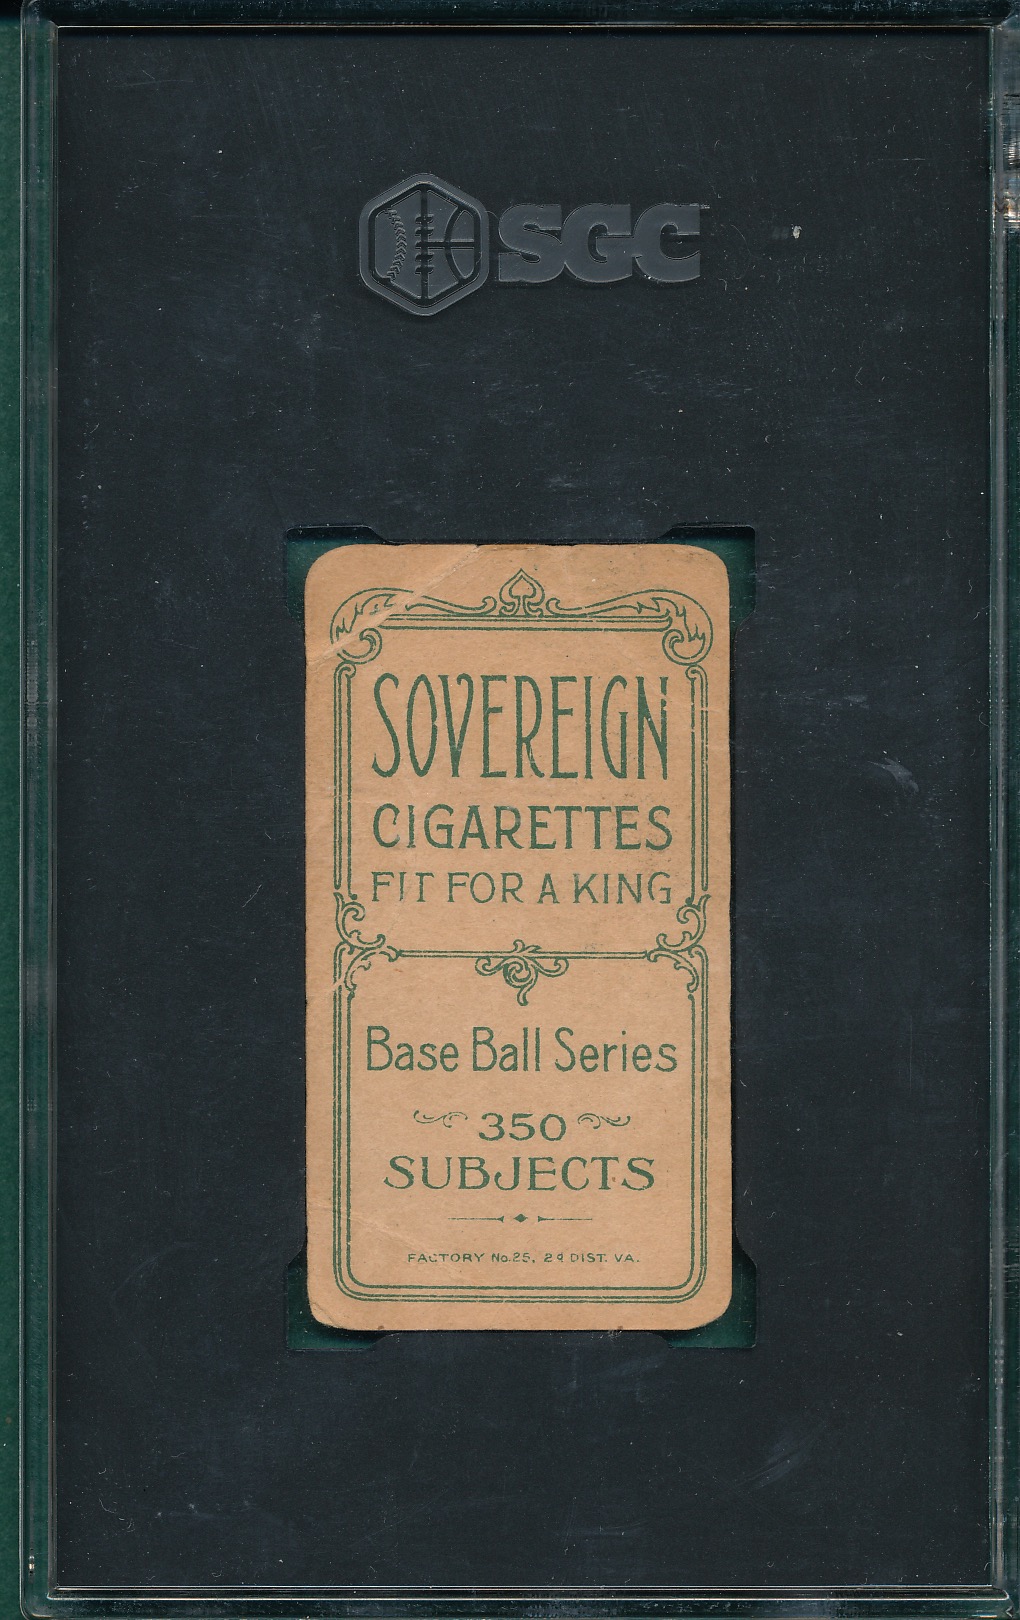 SGC
SOVEREIGN
CIGARETTES
FIT FOR A KING
Base Ball Series
350
SUBJECTS
FACTORY No. 25, 2d DIST. VA.